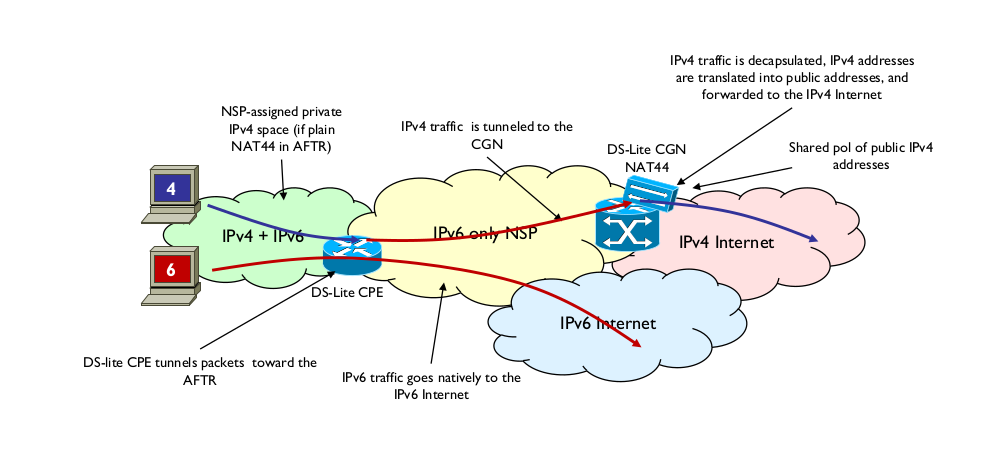 IPv4 traffic is decapsulated, IPv4 addresses
are translated into public addresses, and
forwarded to the IPv4 Internet
NSP-assigned private
IPv4 space (if plain
NAT44 in AFTR)
IPv4 traffic is tunneled to the
CGN
DS-Lite CGN
NAT44
Shared pol of public IPv4
addresses
4
IPv4 + IPv6
IPv6 only NSP
IPv4 Internet
6
DS-Lite CPE
IPv6 Internet
DS-lite CPE tunnels packets toward the
AFTR
IPv6 traffic goes natively to the
IPv6 Internet